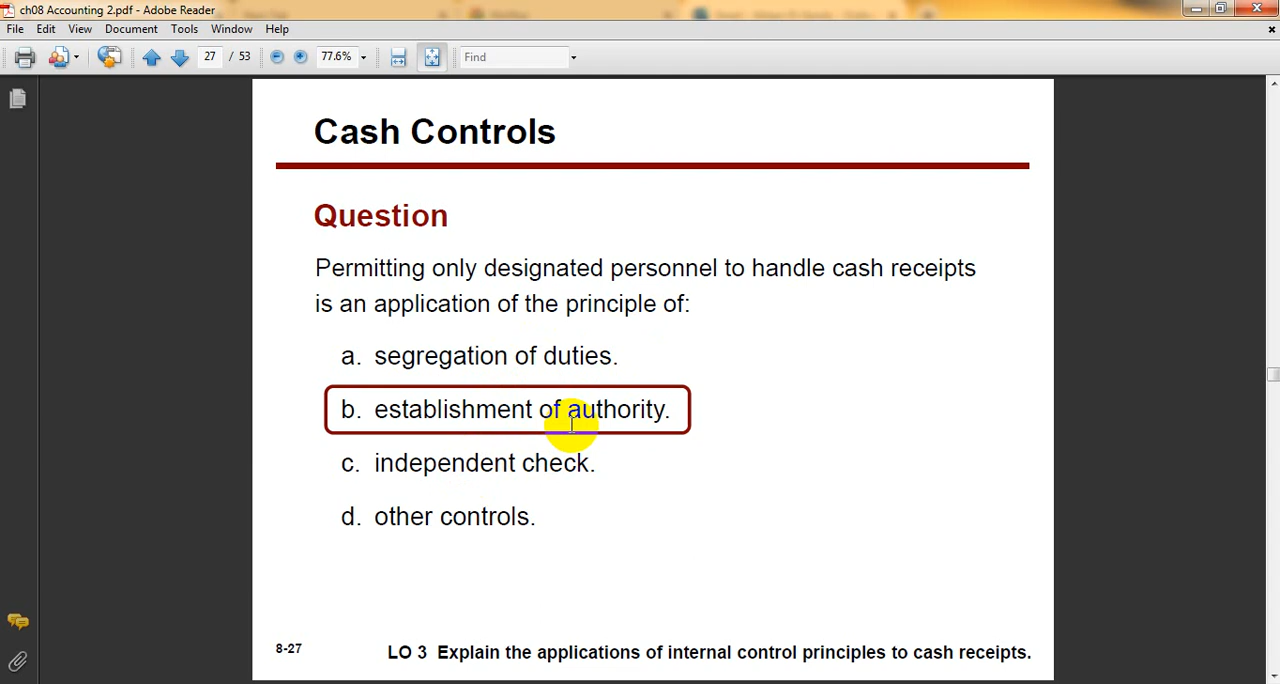 ch08 Accounting 2.pdf - Adobe Reader
File Edit View Document Tools Window Help
27 / 53 77.6% Find
Cash Controls
Question
Permitting only designated personnel to handle cash receipts
is an application of the principle of:
a. segregation of duties.
b. establishment of authority.
c. independent check.
d. other controls.
8-27 LO 3 Explain the applications of internal control principles to cash receipts.